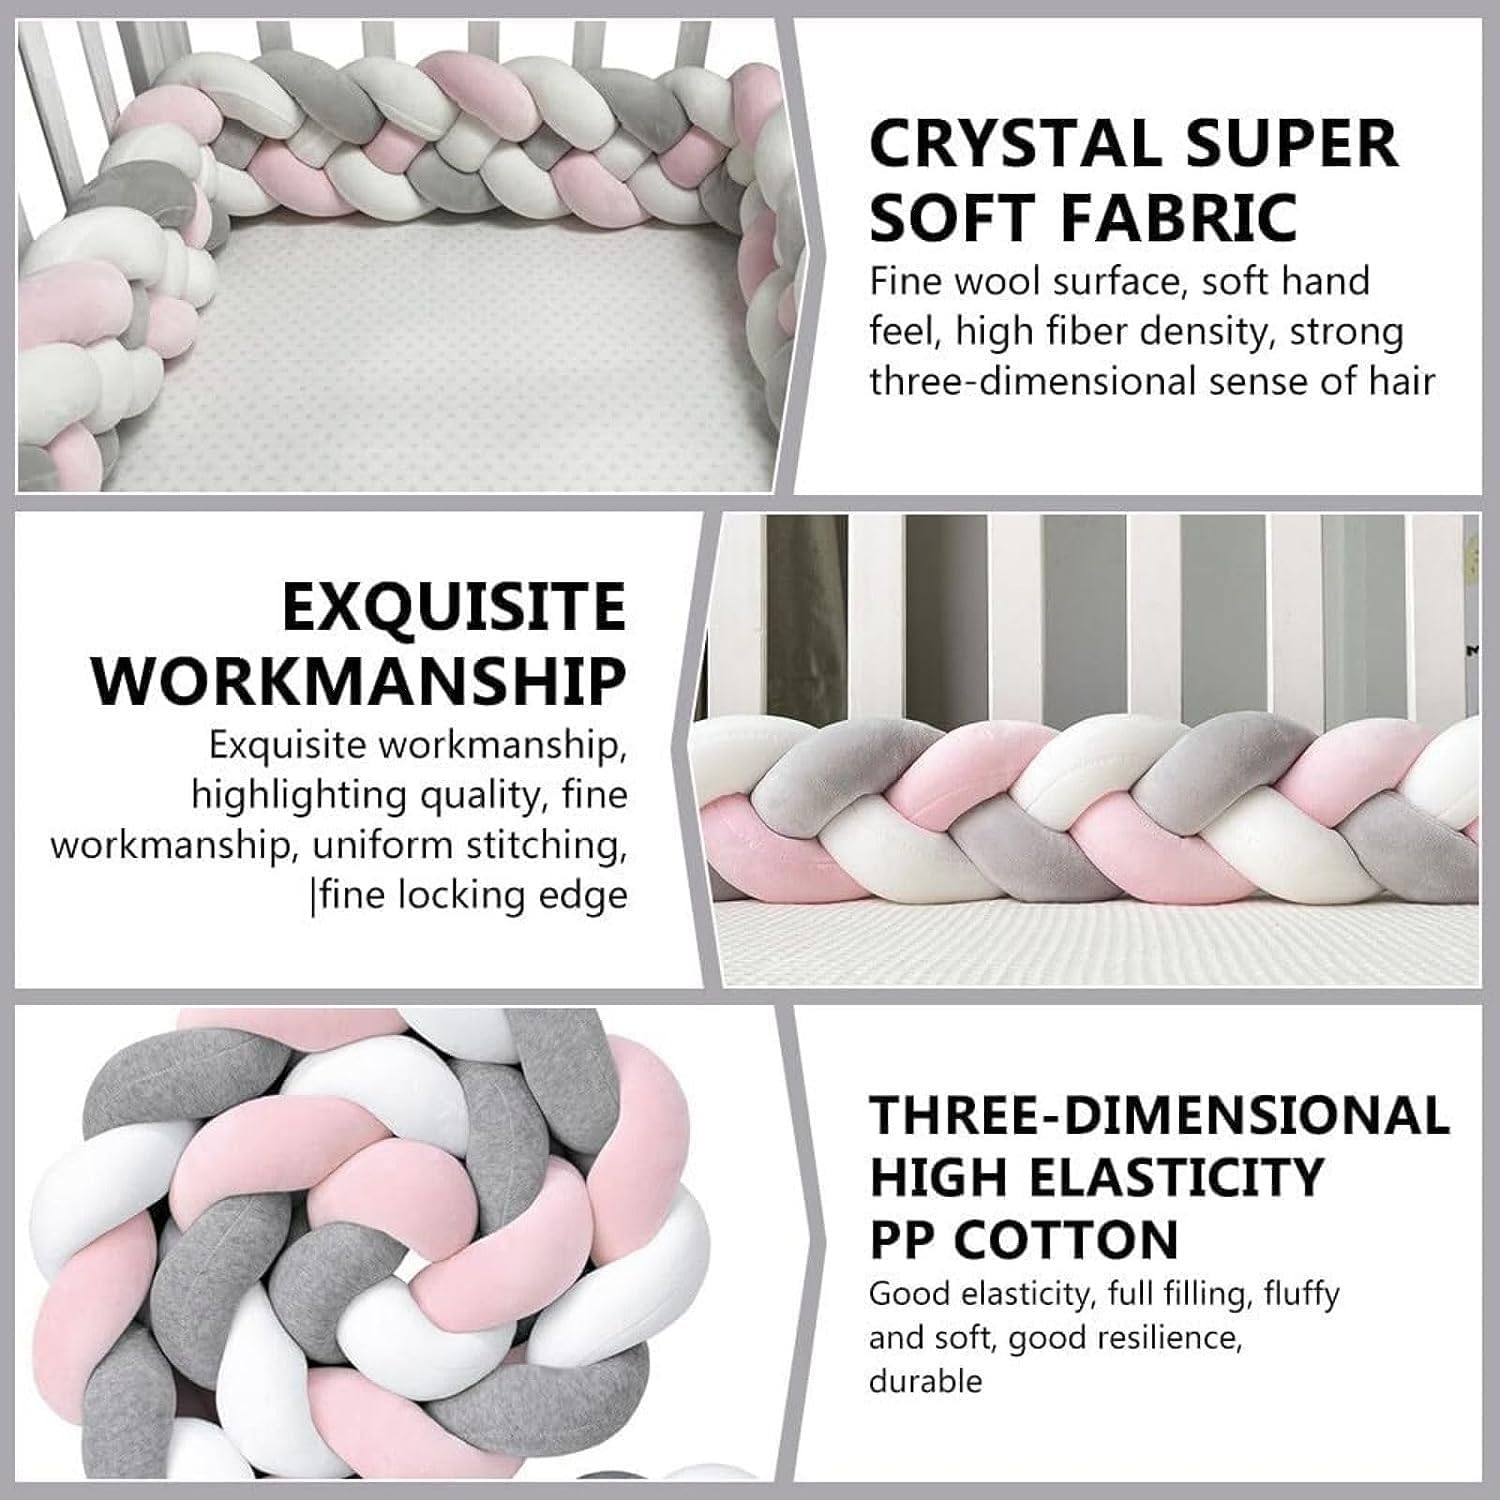 CRYSTAL SUPER
SOFT FABRIC
Fine wool surface, soft hand
feel, high fiber density, strong
three-dimensional sense of hair
EXQUISITE
WORKMANSHIP
Exquisite workmanship,
highlighting quality, fine
workmanship, uniform stitching,
|fine locking edge
THREE-DIMENSIONAL
HIGH ELASTICITY
PP COTTON
Good elasticity, full filling, fluffy
and soft, good resilience,
durable